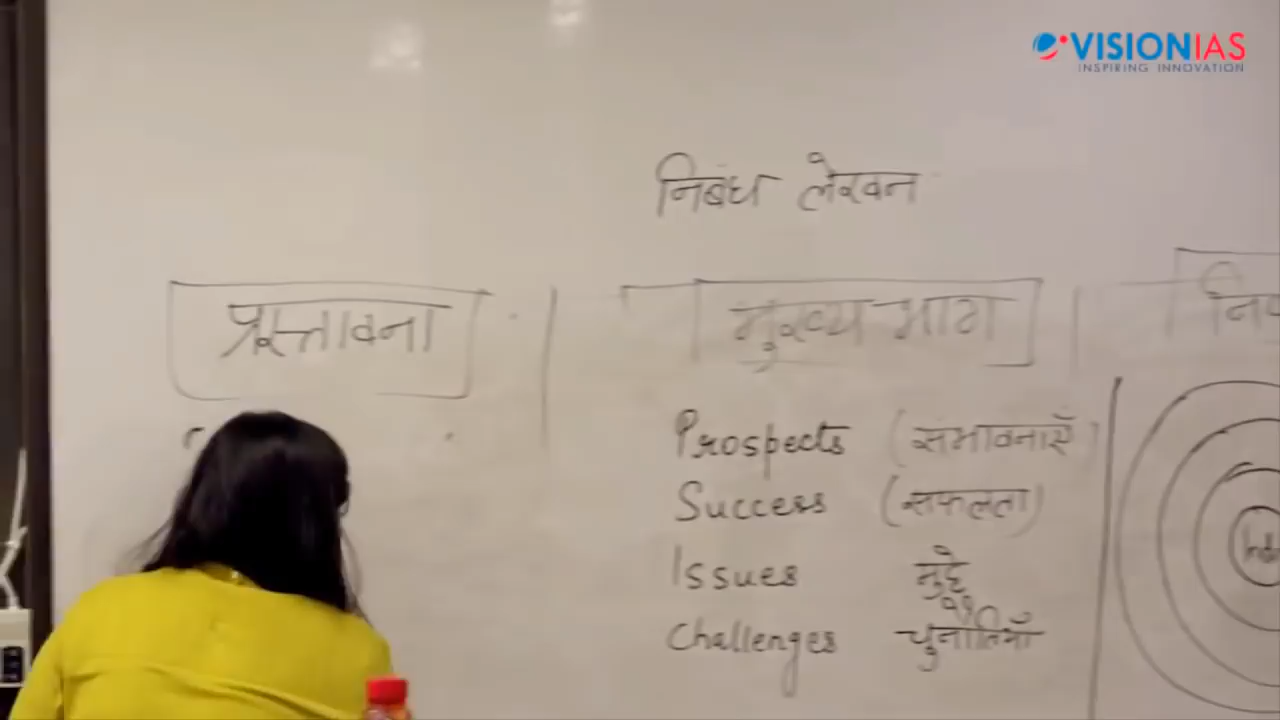 VISIONIAS
INSPIRING INNOVATION
निबंध लेखन
प्रस्तावना
मुख्य भाग
Prospects (संभावनाएँ)
Success (सफलता)
Issues मुद्दे
Challenges चुनौतियाँ